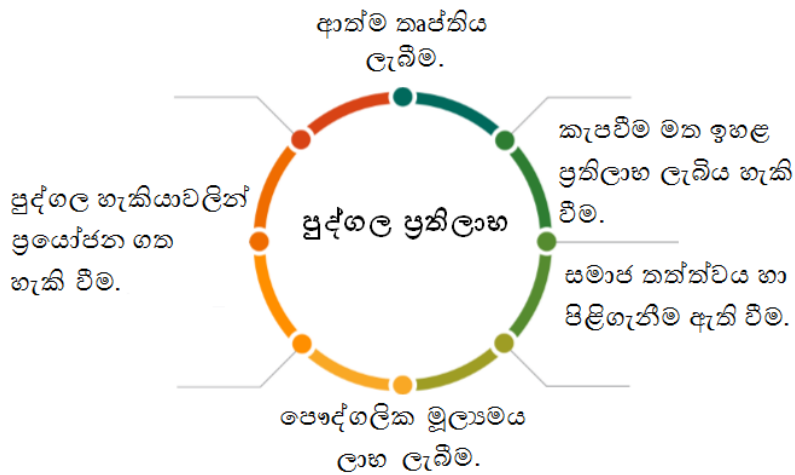 ආත්ම තෘප්තිය
ලැබීම.
කැපවීම මත ඉහළ
ප්‍රතිලාභ ලැබිය හැකි
වීම.
පුද්ගල හැකියාවලින්
ප්‍රයෝජන ගත
හැකි වීම.
පුද්ගල ප්‍රතිලාභ
සමාජ තත්ත්වය හා
පිළිගැනීම ඇති වීම.
පෞද්ගලික මූල්‍යමය
ලාභ ලැබීම.